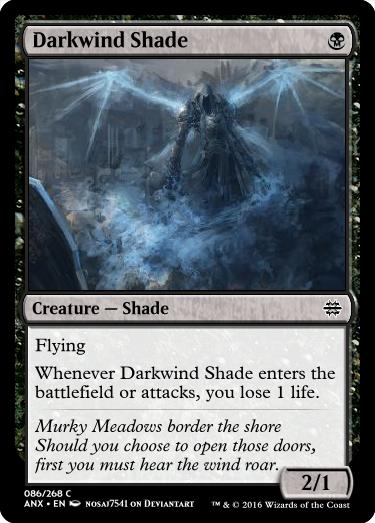 Darkwind Shade
Creature — Shade
Flying
Whenever Darkwind Shade enters the
battlefield or attacks, you lose 1 life.
Murky Meadows border the shore
Should you choose to open those doors,
first you must hear the wind roar.
2/1
086/268 C
ANX • EN NOSAJ7541 ON DEVIANTART ™ & © 2016 Wizards of the Coast